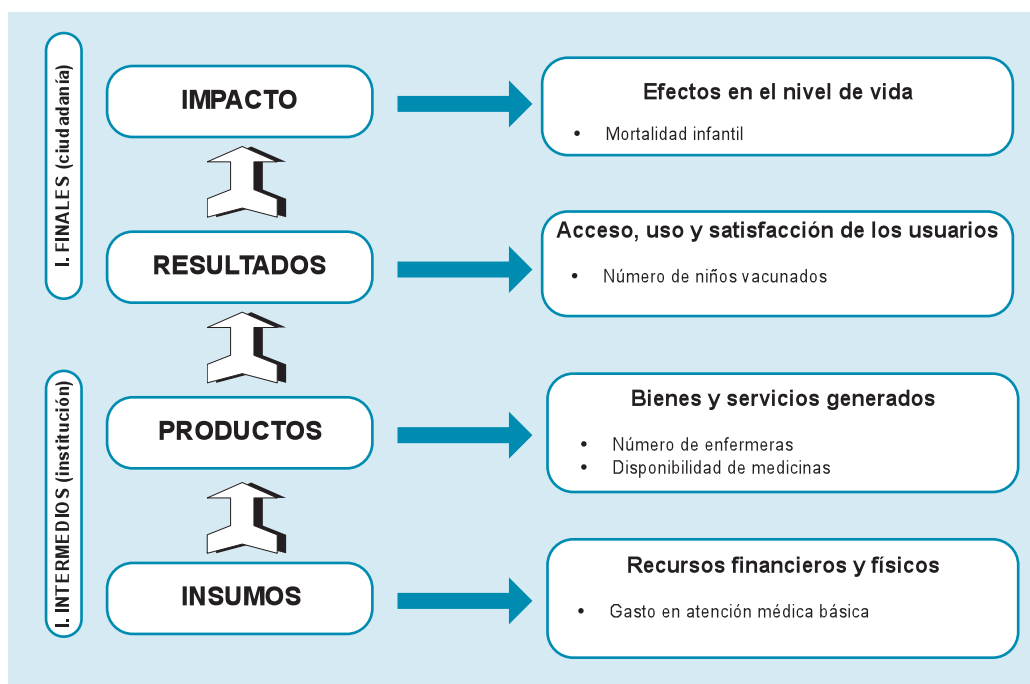 I. FINALES (ciudadanía)
IMPACTO
Efectos en el nivel de vida
• Mortalidad infantil
RESULTADOS
Acceso, uso y satisfacción de los usuarios
• Número de niños vacunados
I. INTERMEDIOS (institución)
PRODUCTOS
Bienes y servicios generados
• Número de enfermeras
• Disponibilidad de medicinas
INSUMOS
Recursos financieros y físicos
• Gasto en atención médica básica